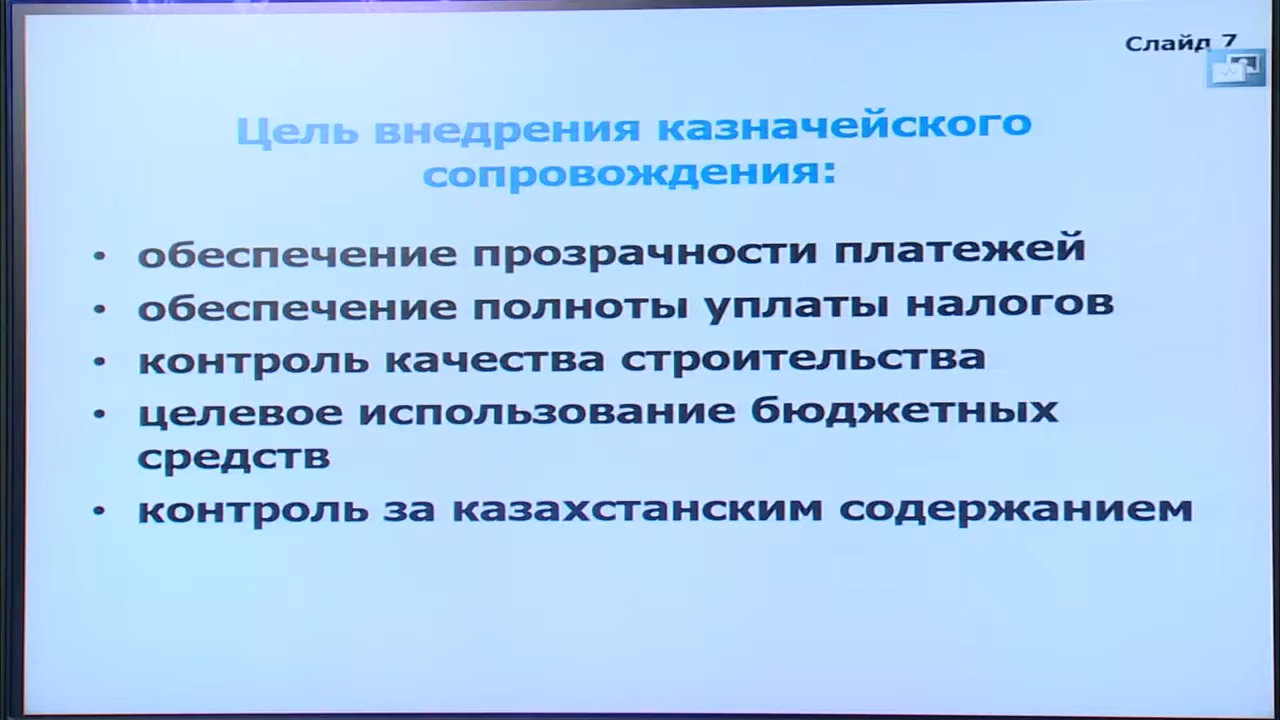 Слайд 7
Цель внедрения казначейского
сопровождения:
• обеспечение прозрачности платежей
• обеспечение полноты уплаты налогов
• контроль качества строительства
• целевое использование бюджетных
средств
• контроль за казахстанским содержанием